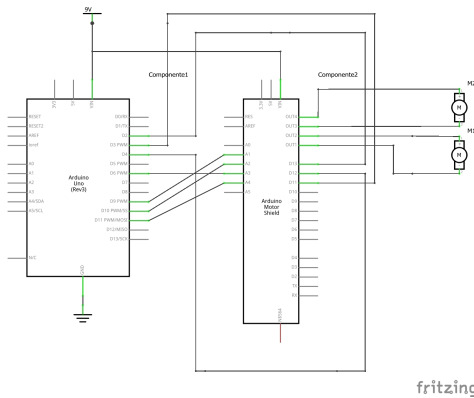 9V
Componente1
Componente2
3V3
5V
VIN
RESET
RESET2
AREF
ioref
A0
A1
A2
A3
A4/SDA
A5/SCL
N/C
D0/RX
D1/TX
D2
D3 PWM
D4
D5 PWM
D6 PWM
D7
D8
D9 PWM
D10 PWM/SS
D11 PWM/MOSI
D12/MISO
D13/SCK
GND
Arduino
Uno
(Rev3)
RES
AREF
A0
A1
A2
A3
A4
A5
Arduino
Motor
Shield
OUT4
OUT3
OUT2
OUT1
D13
D12
D11
D10
D9
D8
D7
D6
D5
D4
D3
D2
TX
RX
M2
M
M1
M
fritzing